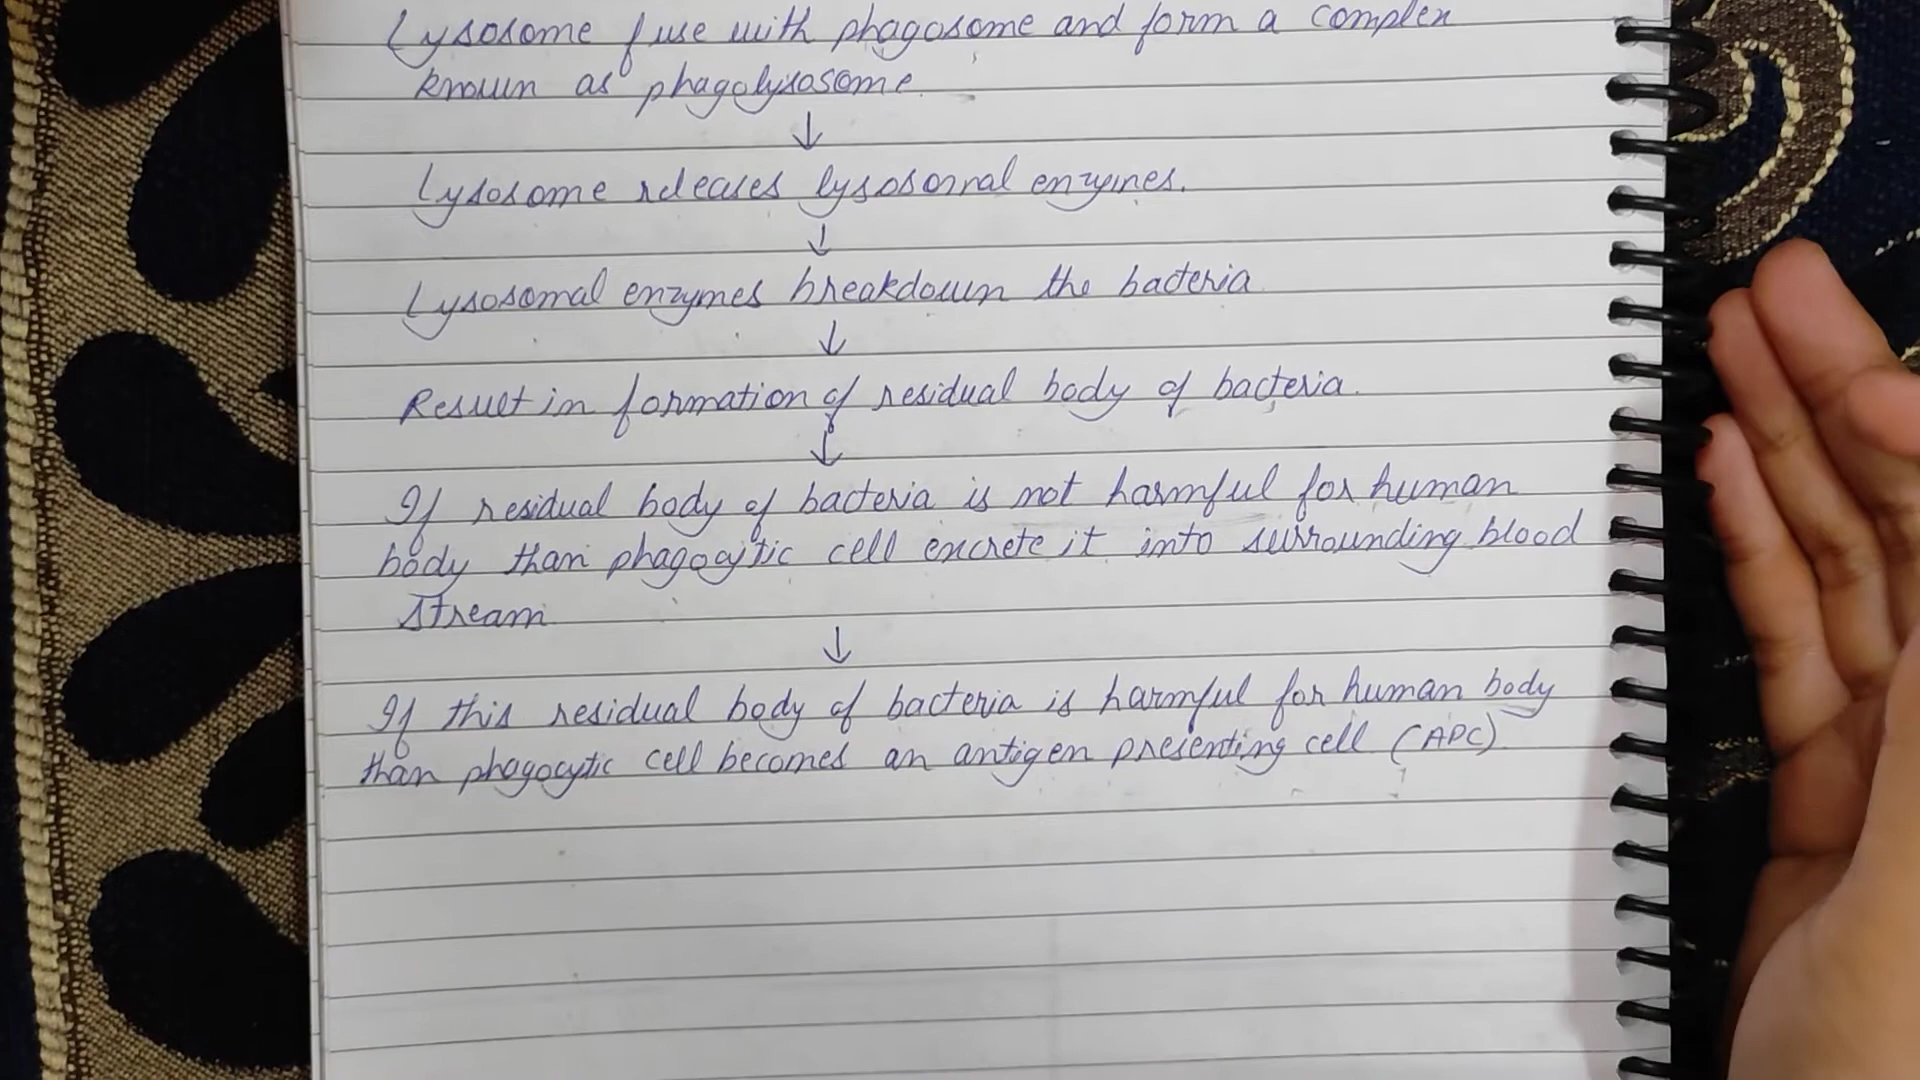 Lysosome fuse with phagosome and form a complex
known as phagolysosome.
↓
Lysosome releases lysosomal enzymes.
↓
Lysosomal enzymes breakdown the bacteria
↓
Result in formation of residual body of bacteria.
↓
If residual body of bacteria is not harmful for human
body than phagocytic cell excrete it into surrounding blood
stream
↓
If this residual body of bacteria is harmful for human body
than phagocytic cell becomes an antigen presenting cell (APC)